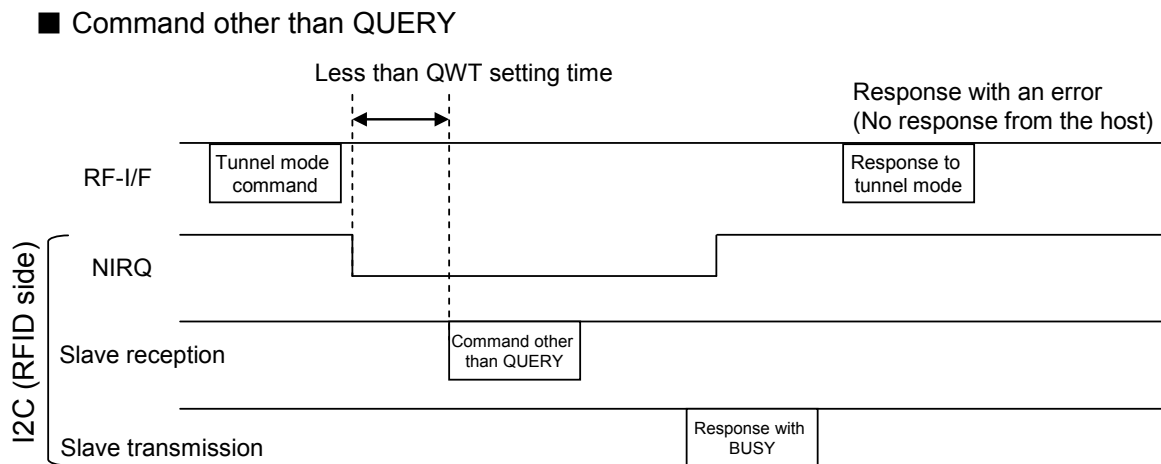 ■ Command other than QUERY
Less than QWT setting time
Response with an error
(No response from the host)
RF-I/F
Tunnel mode
command
Response to
tunnel mode
I2C (RFID side)
NIRQ
Slave reception
Command other
than QUERY
Slave transmission
Response with
BUSY